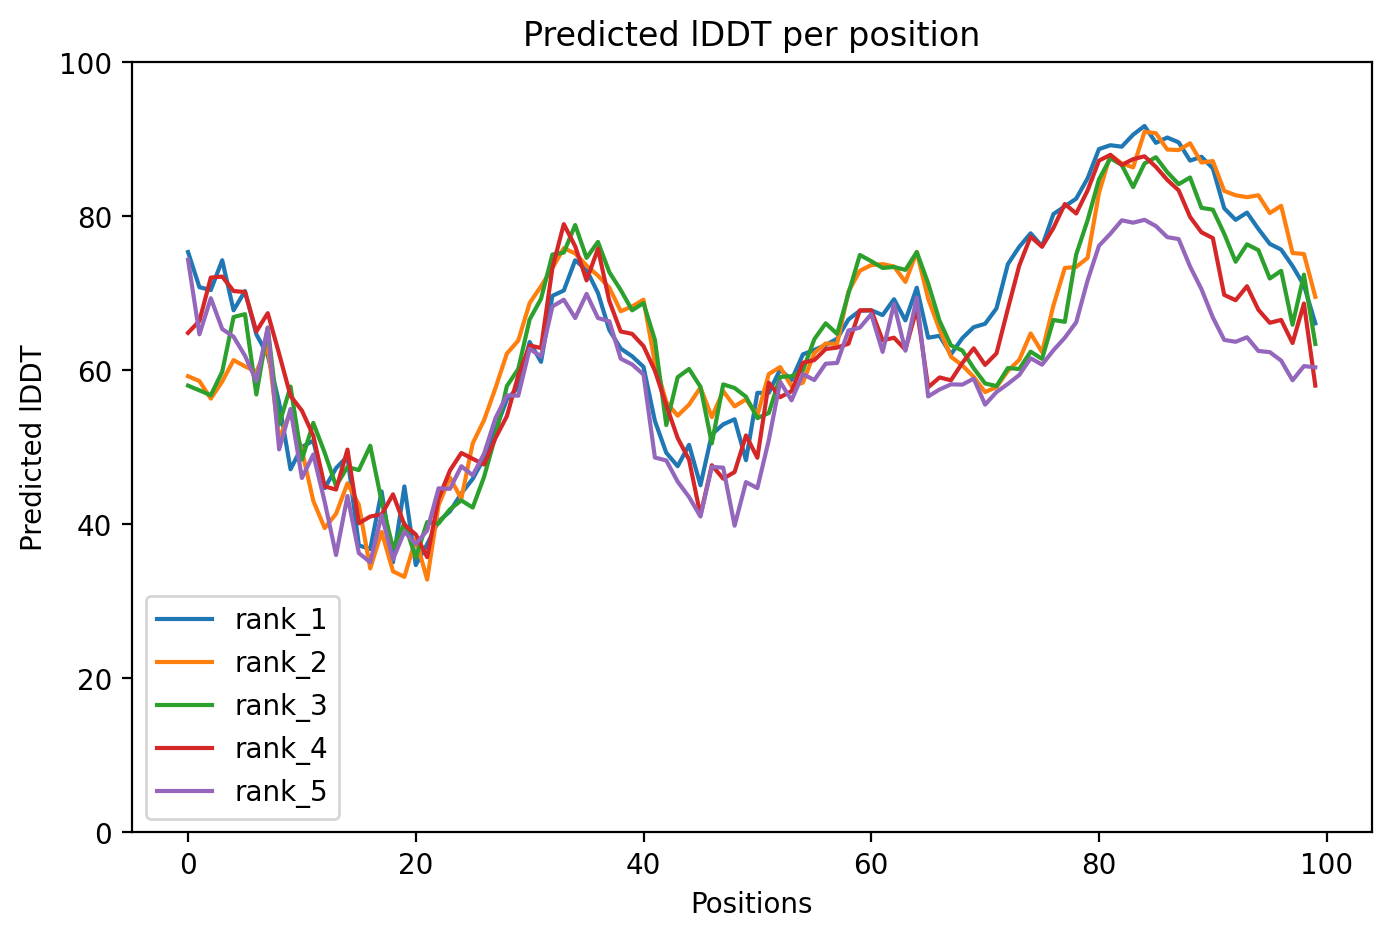 Predicted lDDT per position
100
80
60
40
20
0
Predicted lDDT
rank_1
rank_2
rank_3
rank_4
rank_5
0 20 40 60 80 100
Positions